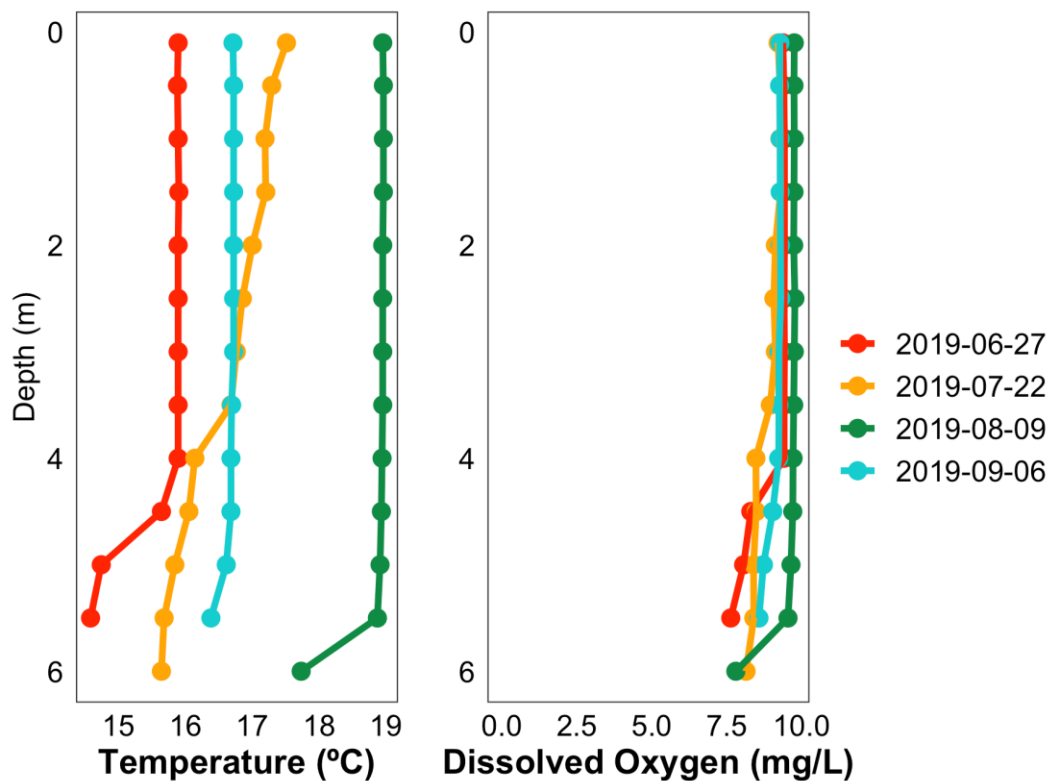 0
2
4
6
Depth (m)
15 16 17 18 19
Temperature (ºC)
0
2
4
6
0.0 2.5 5.0 7.5 10.0
Dissolved Oxygen (mg/L)
2019-06-27
2019-07-22
2019-08-09
2019-09-06